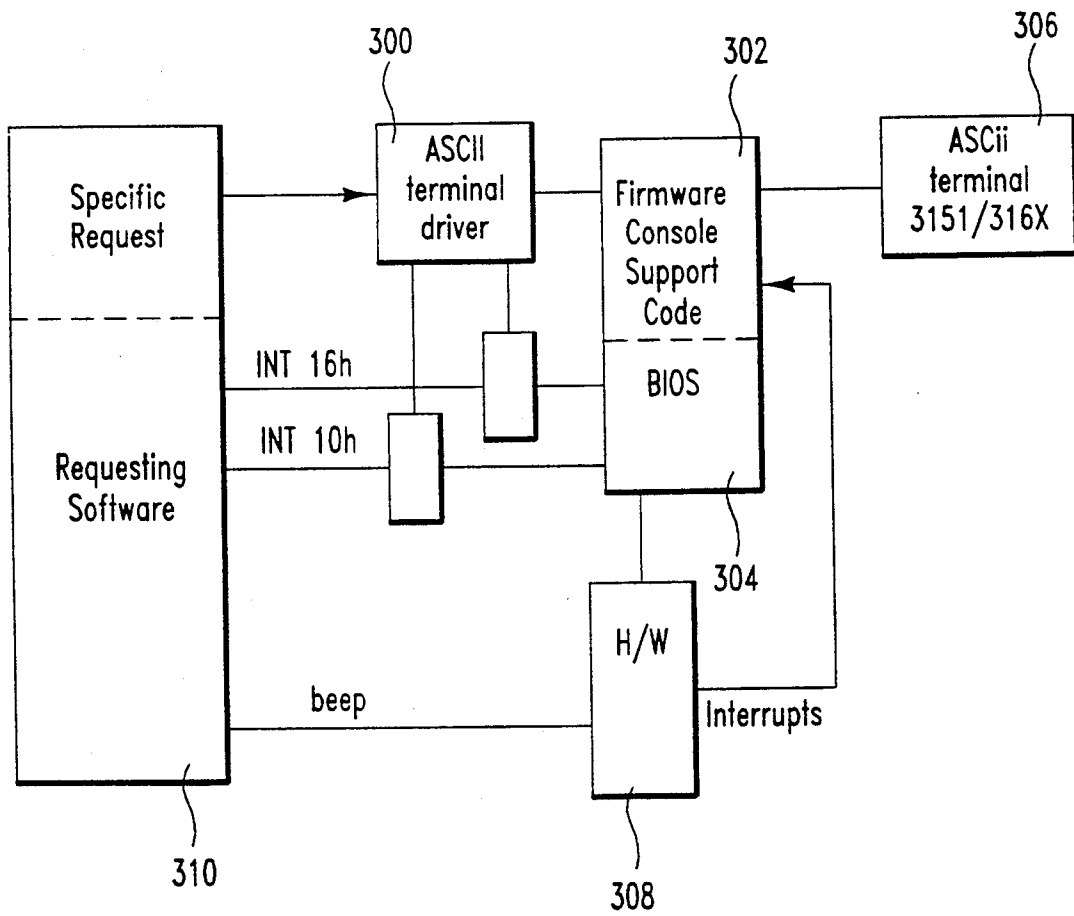 300
302
306
Specific
Request
ASCII
terminal
driver
Firmware
Console
Support
Code
ASCii
terminal
3151/316X
INT 16h
BIOS
INT 10h
Requesting
Software
304
H/W
beep
Interrupts
310
308